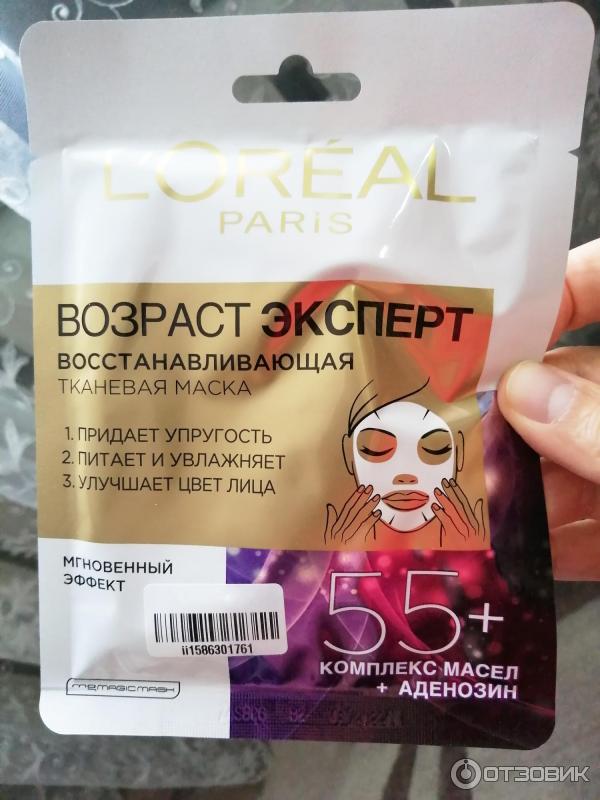 L'ORÉAL
PARIS
ВОЗРАСТ ЭКСПЕРТ
ВОССТАНАВЛИВАЮЩАЯ
ТКАНЕВАЯ МАСКА
1. ПРИДАЕТ УПРУГОСТЬ
2. ПИТАЕТ И УВЛАЖНЯЕТ
3. УЛУЧШАЕТ ЦВЕТ ЛИЦА
МГНОВЕННЫЙ
ЭФФЕКТ
55+
ii1586301761
КОМПЛЕКС МАСЕЛ
+ АДЕНОЗИН
ОТЗОВИК